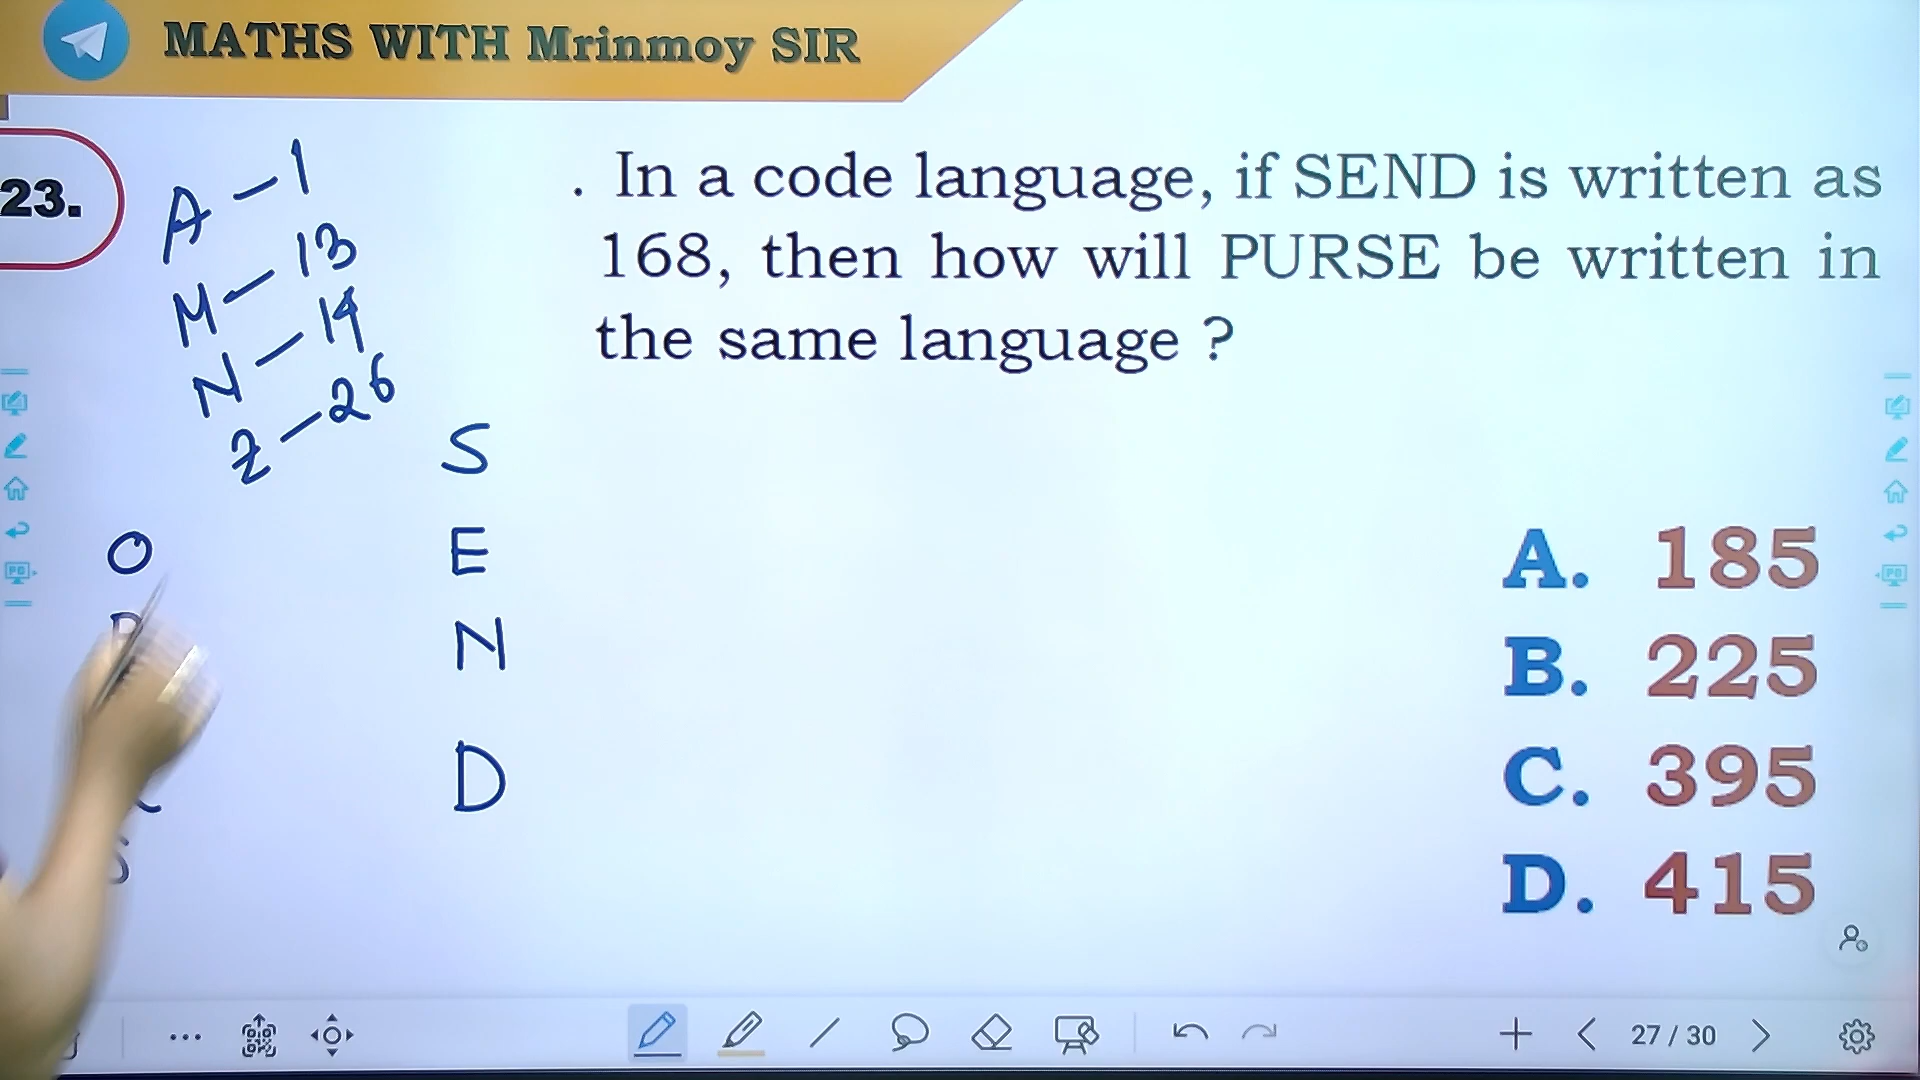 MATHS WITH Mrinmoy SIR
23.
. In a code language, if SEND is written as
168, then how will PURSE be written in
the same language ?
A – 1
M – 13
N – 14
Z – 26
S
E
N
D
O
A. 185
B. 225
C. 395
D. 415
27 / 30